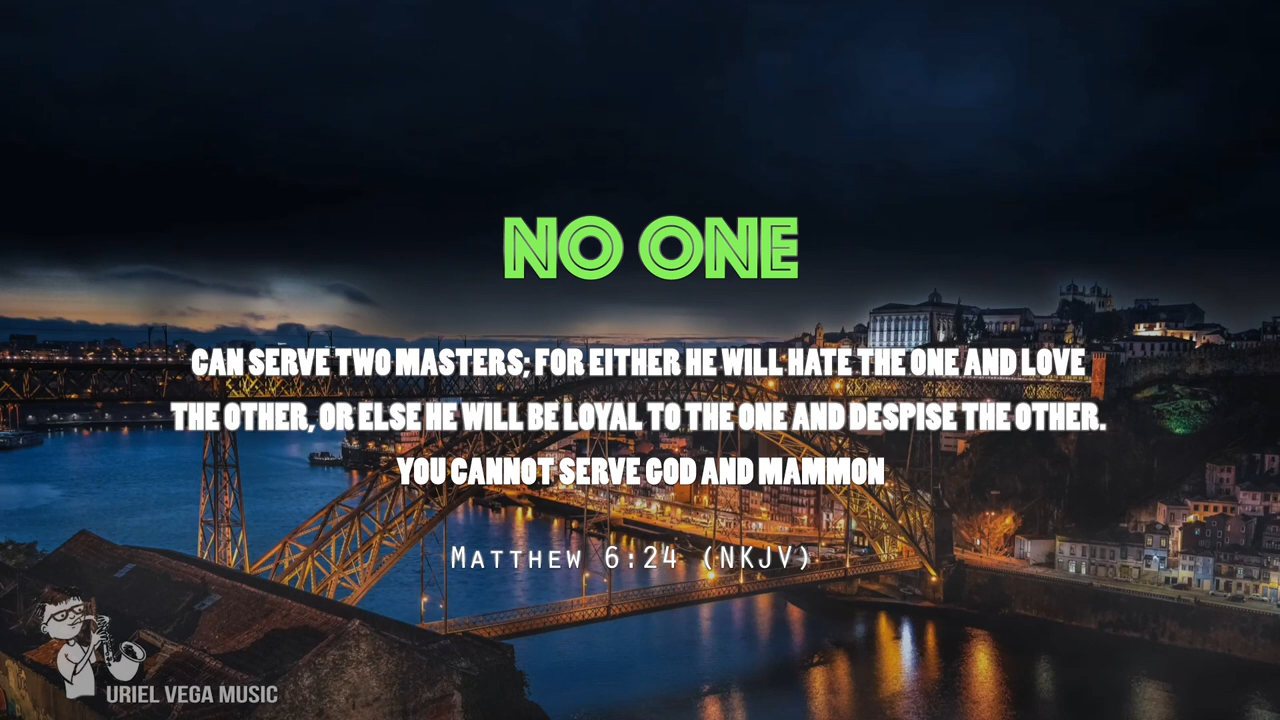 NO ONE
CAN SERVE TWO MASTERS; FOR EITHER HE WILL HATE THE ONE AND LOVE
THE OTHER, OR ELSE HE WILL BE LOYAL TO THE ONE AND DESPISE THE OTHER.
YOU CANNOT SERVE GOD AND MAMMON
MATTHEW 6:24 (NKJV)
URIEL VEGA MUSIC